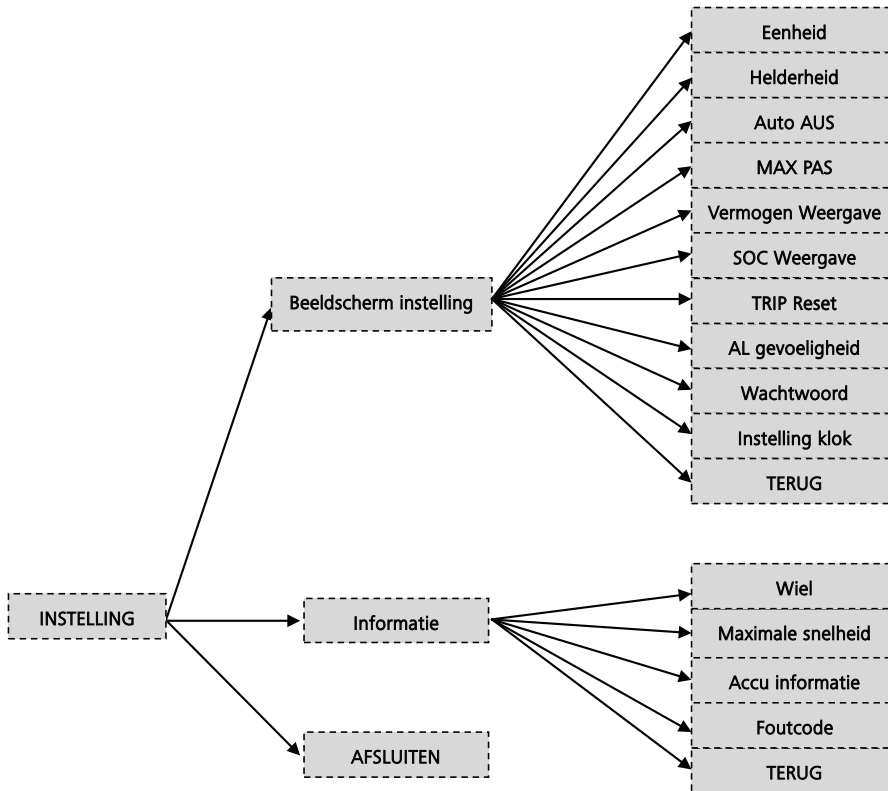 Eenheid
Helderheid
Auto AUS
MAX PAS
Vermogen Weergave
SOC Weergave
Beeldscherm instelling
TRIP Reset
AL gevoeligheid
Wachtwoord
Instelling klok
TERUG
INSTELLING
Informatie
Wiel
Maximale snelheid
Accu informatie
Foutcode
AFSLUITEN
TERUG